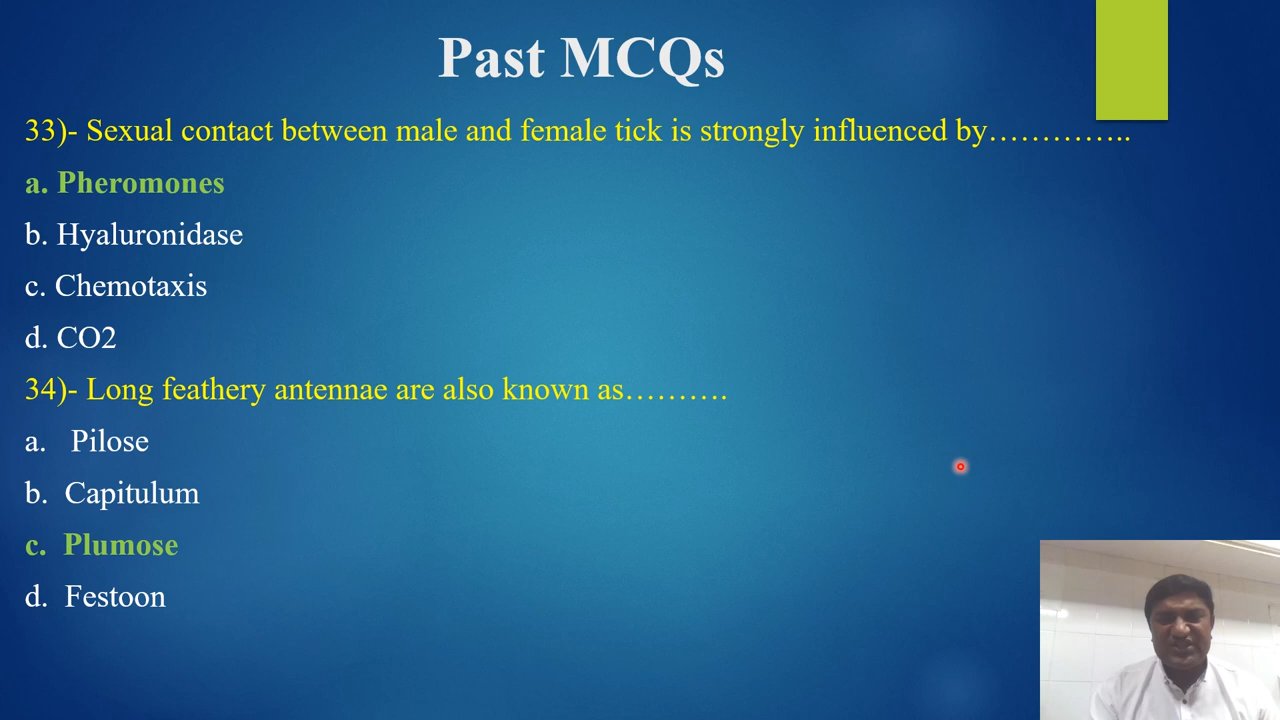 Past MCQs
33)- Sexual contact between male and female tick is strongly influenced by…………..
a. Pheromones
b. Hyaluronidase
c. Chemotaxis
d. CO2
34)- Long feathery antennae are also known as……….
a. Pilose
b. Capitulum
c. Plumose
d. Festoon